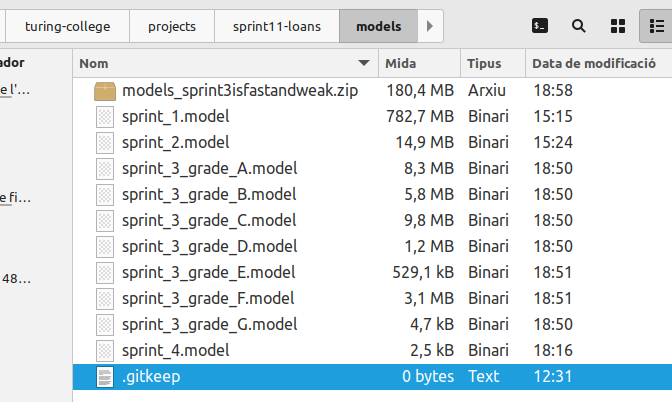 turing-college projects sprint11-loans models
ador Nom Mida Tipus Data de modificació
e l'... models_sprint3isfastandweak.zip 180,4 MB Arxiu 18:58
sprint_1.model 782,7 MB Binari 15:15
sprint_2.model 14,9 MB Binari 15:24
sprint_3_grade_A.model 8,3 MB Binari 18:50
e fi... sprint_3_grade_B.model 5,8 MB Binari 18:50
sprint_3_grade_C.model 9,8 MB Binari 18:50
sprint_3_grade_D.model 1,2 MB Binari 18:50
48... sprint_3_grade_E.model 529,1 kB Binari 18:51
sprint_3_grade_F.model 3,1 MB Binari 18:51
sprint_3_grade_G.model 4,7 kB Binari 18:50
sprint_4.model 2,5 kB Binari 18:16
.gitkeep 0 bytes Text 12:31